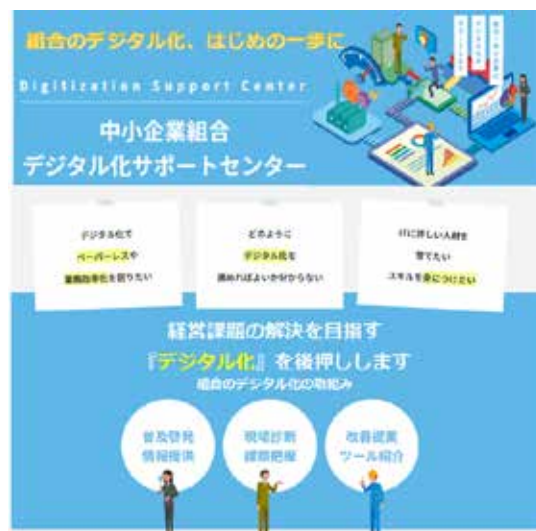 組合のデジタル化、はじめの一歩に
Digitization Support Center
中小企業組合
デジタル化サポートセンター
デジタル化で
ペーパーレスや
業務効率化を図りたい
どのように
デジタル化を
進めればよいか分からない
ITに詳しい人材を
育てたい
スキルを身につけたい
経営課題の解決を目指す
『デジタル化』を後押しします
組合のデジタル化の取組み
普及啓発
情報提供
現場診断
課題把握
改善提案
ツール紹介